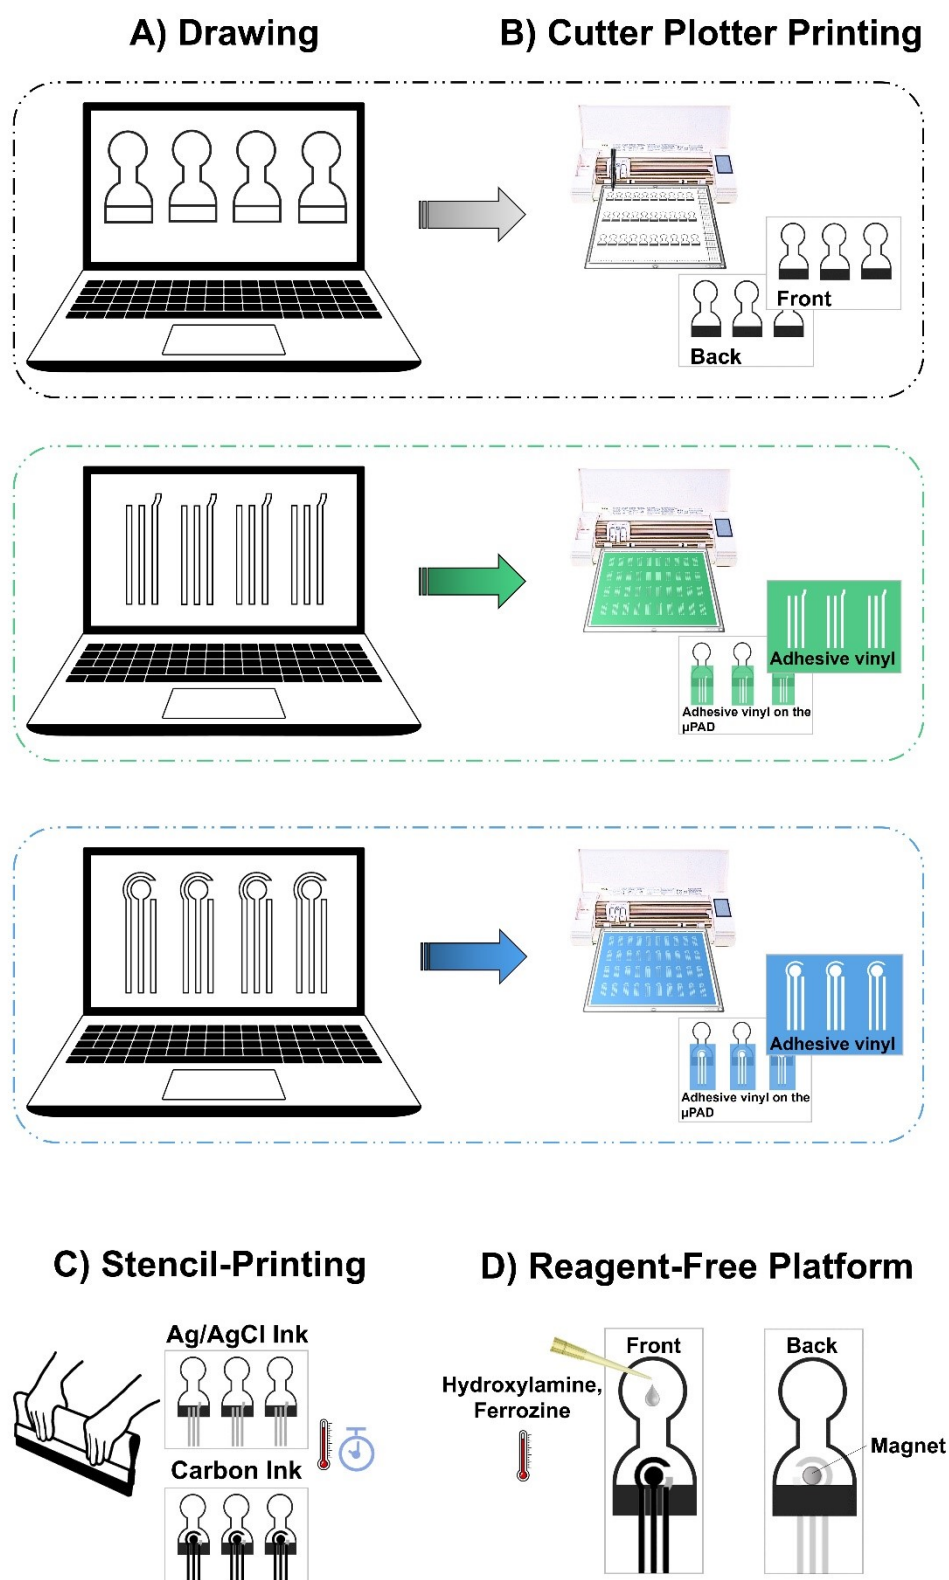 A) Drawing
B) Cutter Plotter Printing
Front
Back
Adhesive vinyl
Adhesive vinyl on the
µPAD
Adhesive vinyl
Adhesive vinyl on the
µPAD
C) Stencil-Printing
D) Reagent-Free Platform
Ag/AgCl Ink
Carbon Ink
Hydroxylamine,
Ferrozine
Front
Back
Magnet